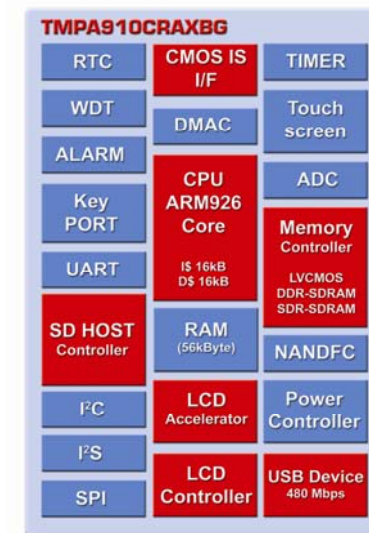 TMPA910CRAXBG
RTC
WDT
ALARM
Key
PORT
UART
SD HOST
Controller
I²C
I²S
SPI
CMOS IS
I/F
DMAC
CPU
ARM926
Core
I$ 16kB
D$ 16kB
RAM
(56kByte)
LCD
Accelerator
LCD
Controller
TIMER
Touch
screen
ADC
Memory
Controller
LVCMOS
DDR-SDRAM
SDR-SDRAM
NANDFC
Power
Controller
USB Device
480 Mbps